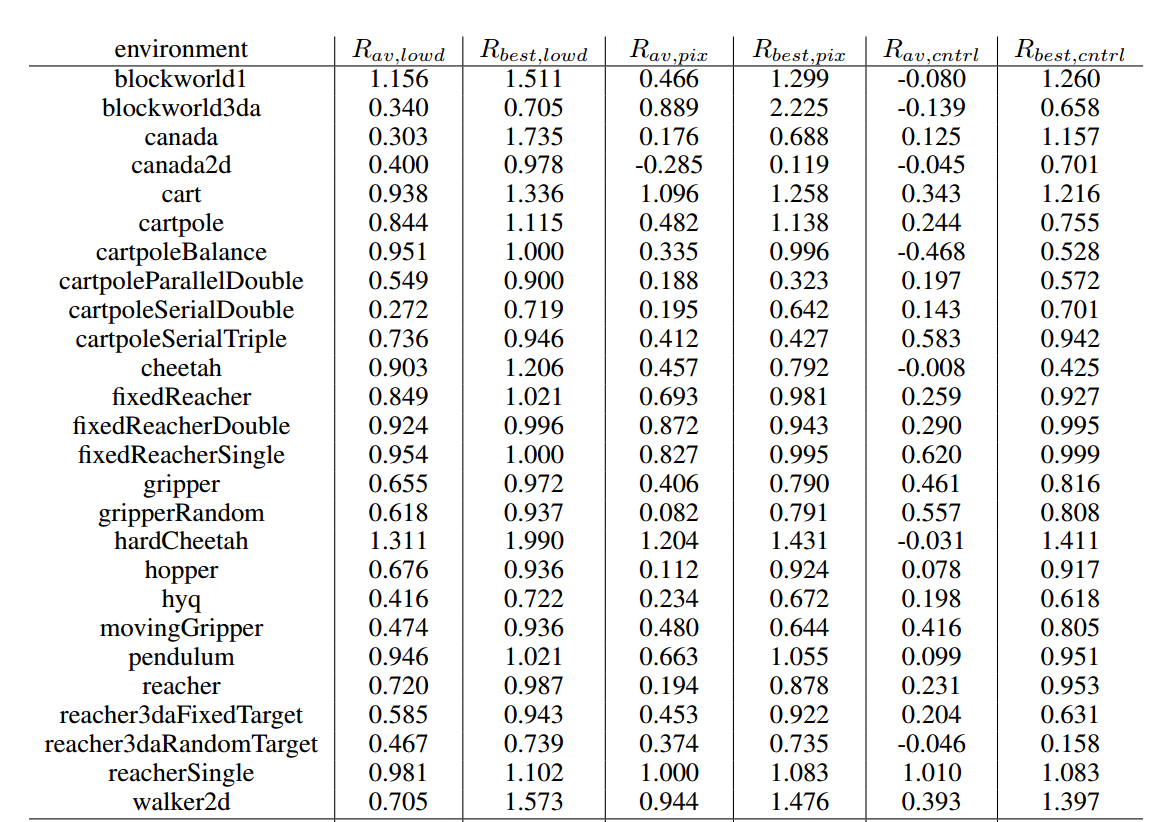 environment R_av,lowd R_best,lowd R_av,pix R_best,pix R_av,cntrl R_best,cntrl
blockworld1 1.156 1.511 0.466 1.299 -0.080 1.260
blockworld3da 0.340 0.705 0.889 2.225 -0.139 0.658
canada 0.303 1.735 0.176 0.688 0.125 1.157
canada2d 0.400 0.978 -0.285 0.119 -0.045 0.701
cart 0.938 1.336 1.096 1.258 0.343 1.216
cartpole 0.844 1.115 0.482 1.138 0.244 0.755
cartpoleBalance 0.951 1.000 0.335 0.996 -0.468 0.528
cartpoleParallelDouble 0.549 0.900 0.188 0.323 0.197 0.572
cartpoleSerialDouble 0.272 0.719 0.195 0.642 0.143 0.701
cartpoleSerialTriple 0.736 0.946 0.412 0.427 0.583 0.942
cheetah 0.903 1.206 0.457 0.792 -0.008 0.425
fixedReacher 0.849 1.021 0.693 0.981 0.259 0.927
fixedReacherDouble 0.924 0.996 0.872 0.943 0.290 0.995
fixedReacherSingle 0.954 1.000 0.827 0.995 0.620 0.999
gripper 0.655 0.972 0.406 0.790 0.461 0.816
gripperRandom 0.618 0.937 0.082 0.791 0.557 0.808
hardCheetah 1.311 1.990 1.204 1.431 -0.031 1.411
hopper 0.676 0.936 0.112 0.924 0.078 0.917
hyq 0.416 0.722 0.234 0.672 0.198 0.618
movingGripper 0.474 0.936 0.480 0.644 0.416 0.805
pendulum 0.946 1.021 0.663 1.055 0.099 0.951
reacher 0.720 0.987 0.194 0.878 0.231 0.953
reacher3daFixedTarget 0.585 0.943 0.453 0.922 0.204 0.631
reacher3daRandomTarget 0.467 0.739 0.374 0.735 -0.046 0.158
reacherSingle 0.981 1.102 1.000 1.083 1.010 1.083
walker2d 0.705 1.573 0.944 1.476 0.393 1.397